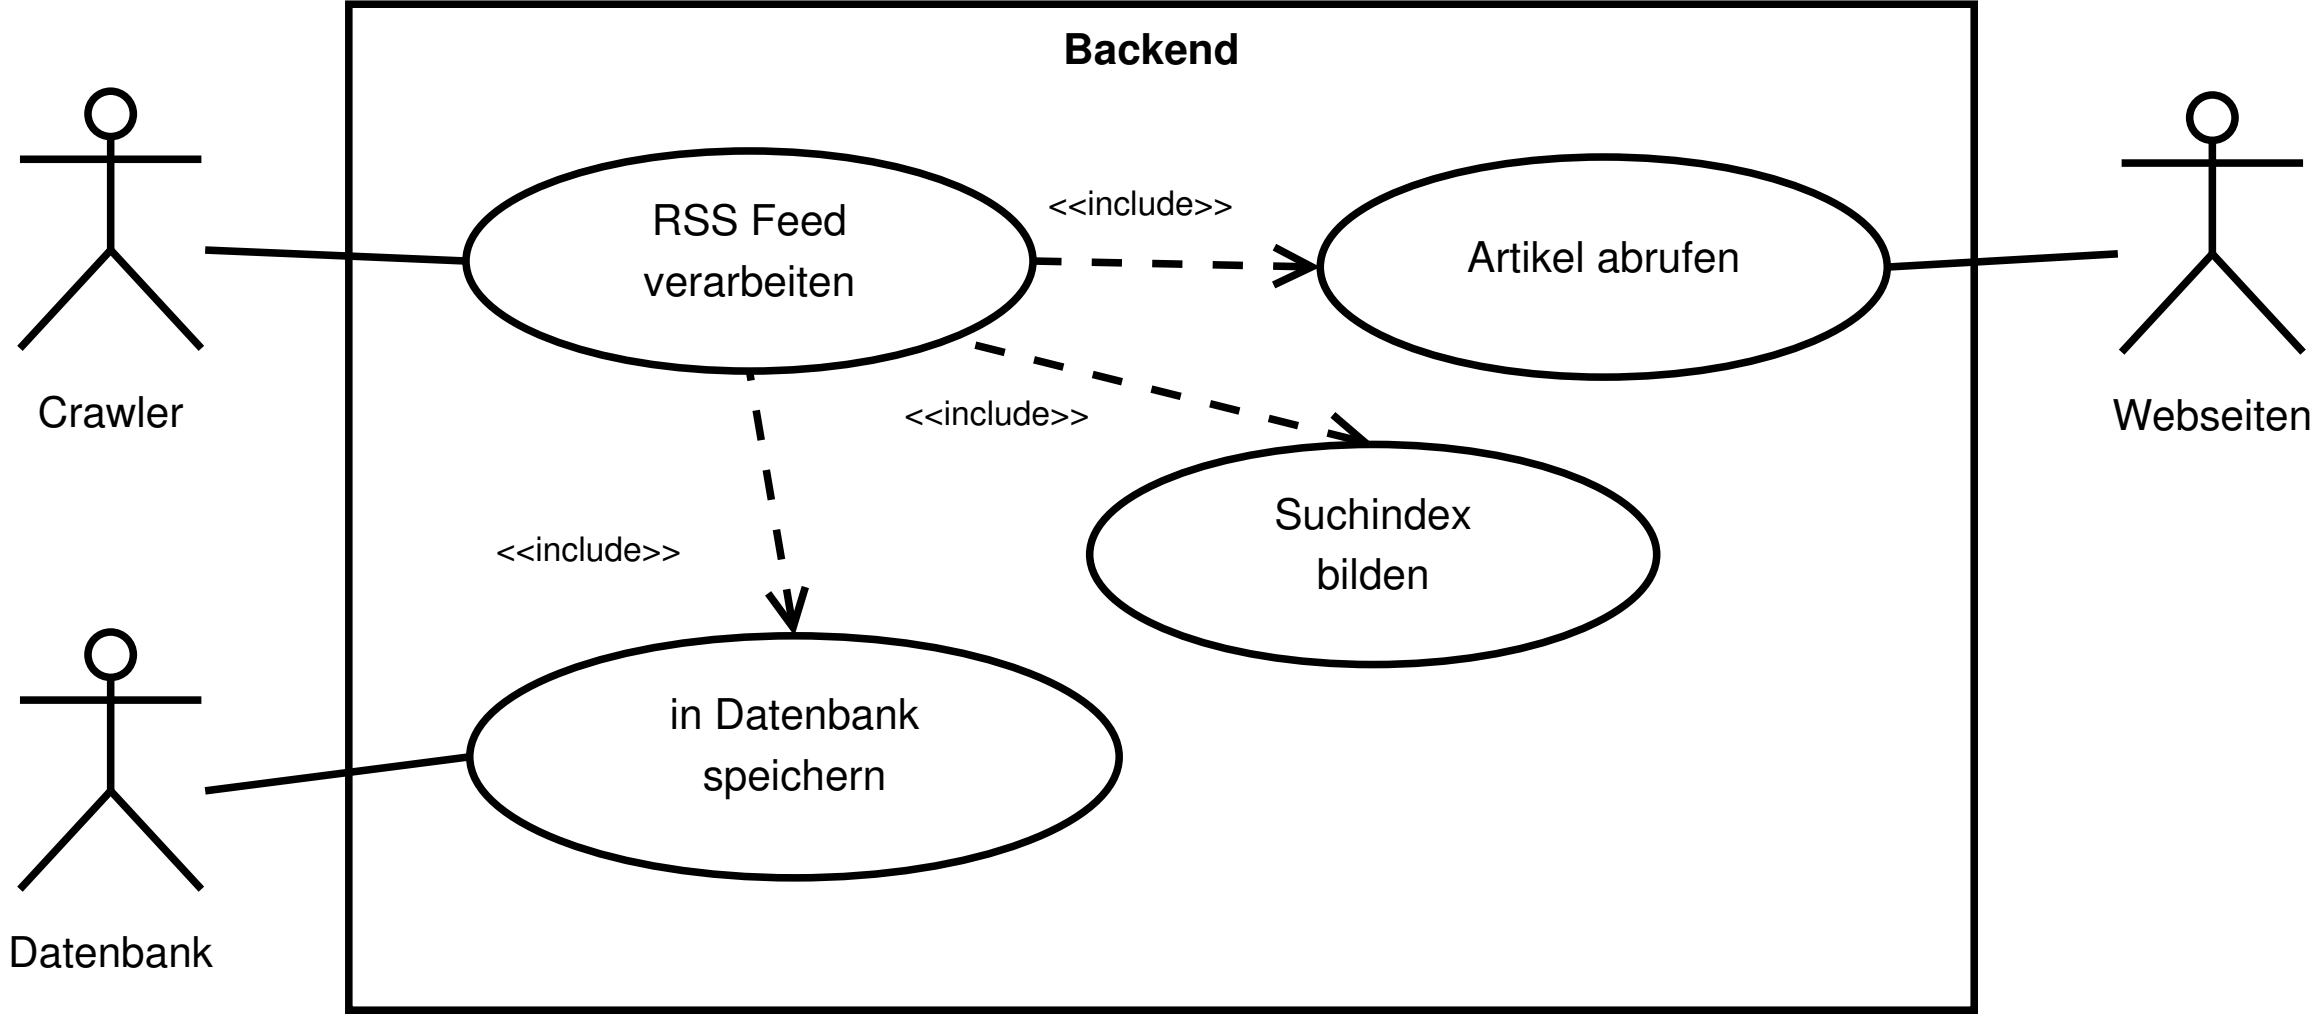 Backend
RSS Feed
verarbeiten
<<include>>
Artikel abrufen
Crawler
<<include>>
Webseiten
Suchindex
bilden
<<include>>
in Datenbank
speichern
Datenbank